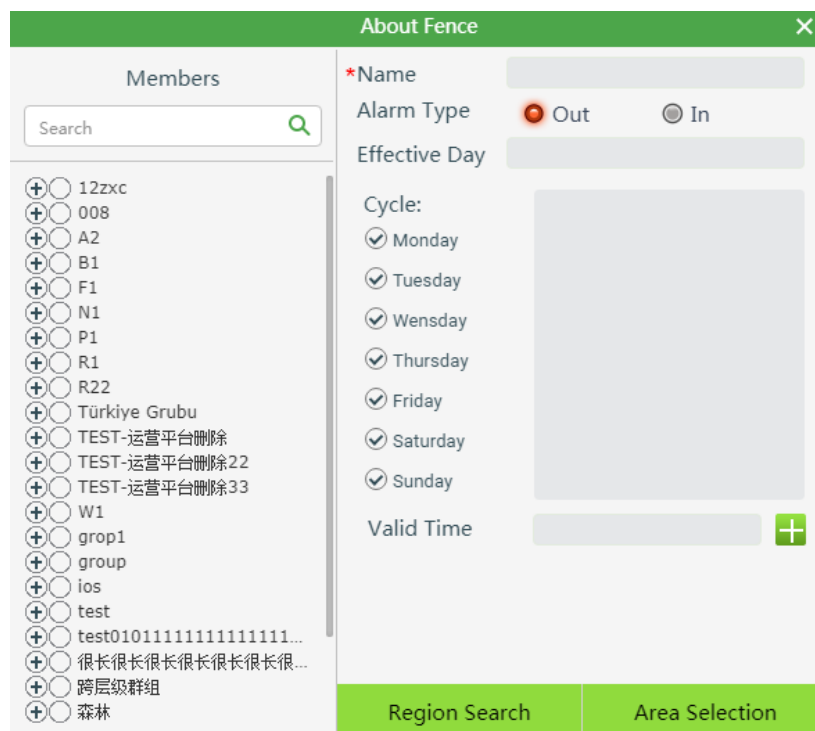 About Fence
Members
Search
12zxc
008
A2
B1
F1
N1
P1
R1
R22
Türkiye Grubu
TEST-运营平台删除
TEST-运营平台删除22
TEST-运营平台删除33
W1
grop1
group
ios
test
test01011111111111111...
很长很长很长很长很长很长很...
跨层级群组
森林
*Name
Alarm Type Out In
Effective Day
Cycle:
Monday
Tuesday
Wensday
Thursday
Friday
Saturday
Sunday
Valid Time
Region Search Area Selection